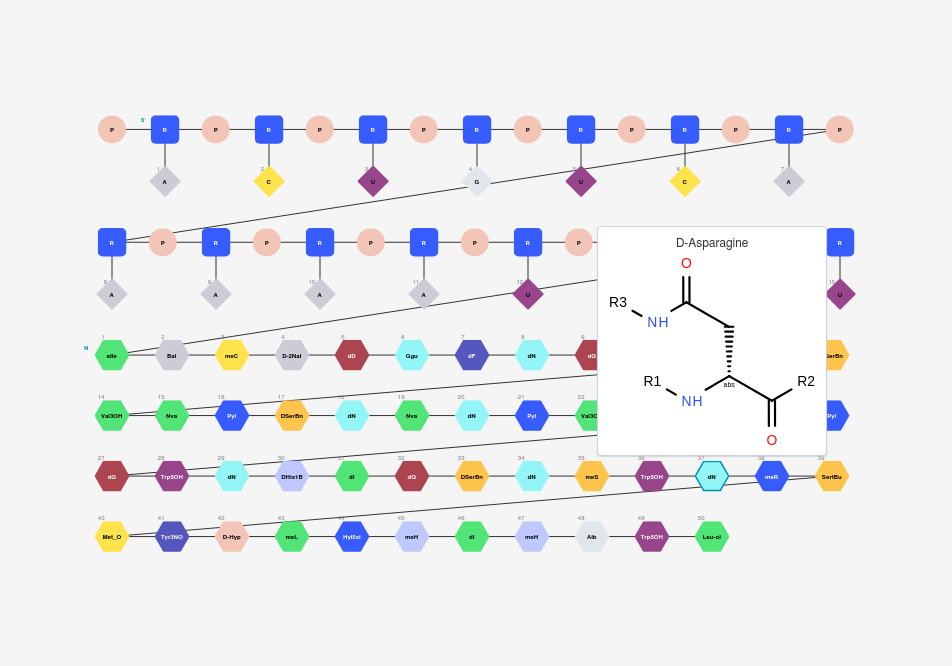 5'
P R P R P R P R P R P R P R P
1 2 3 4 5 6 7
A C U G U C A
R P R P R P R P R P R
8 9 10 11 12 15
A A A A U U
D-Asparagine
O
R3 NH
abs
R1 NH R2
O
N
1 2 3 4 5 6 7 8 9
aIle Bal meC D-2Nal dD Ggu dF dN dQ SerBn
14 15 16 17 18 19 20 21 22
Val3OH Nva Pyl DSerBn dN Nva dN Pyl Pyl
27 28 29 30 31 32 33 34 35 36 37 38 39
dQ Trp5OH dN DHis1B dI dQ DSerBn dN meS Trp5OH dN meR SertBu
40 41 42 43 44 45 46 47 48 49 50
Met_O Tyr3NO D-Hyp meL Hyl5xi meH dI meH Aib Trp5OH Leu-ol